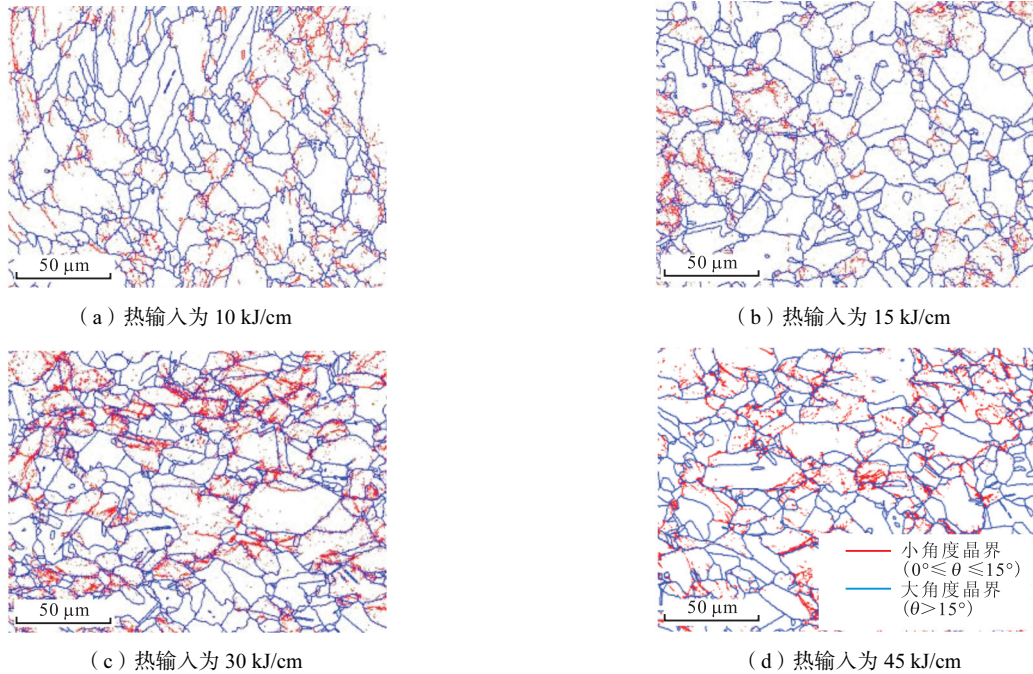 50 μm
50 μm
（a）热输入为 10 kJ/cm
（b）热输入为 15 kJ/cm
50 μm
50 μm
小角度晶界
(0°≤ θ ≤15°)
大角度晶界
(θ>15°)
（c）热输入为 30 kJ/cm
（d）热输入为 45 kJ/cm